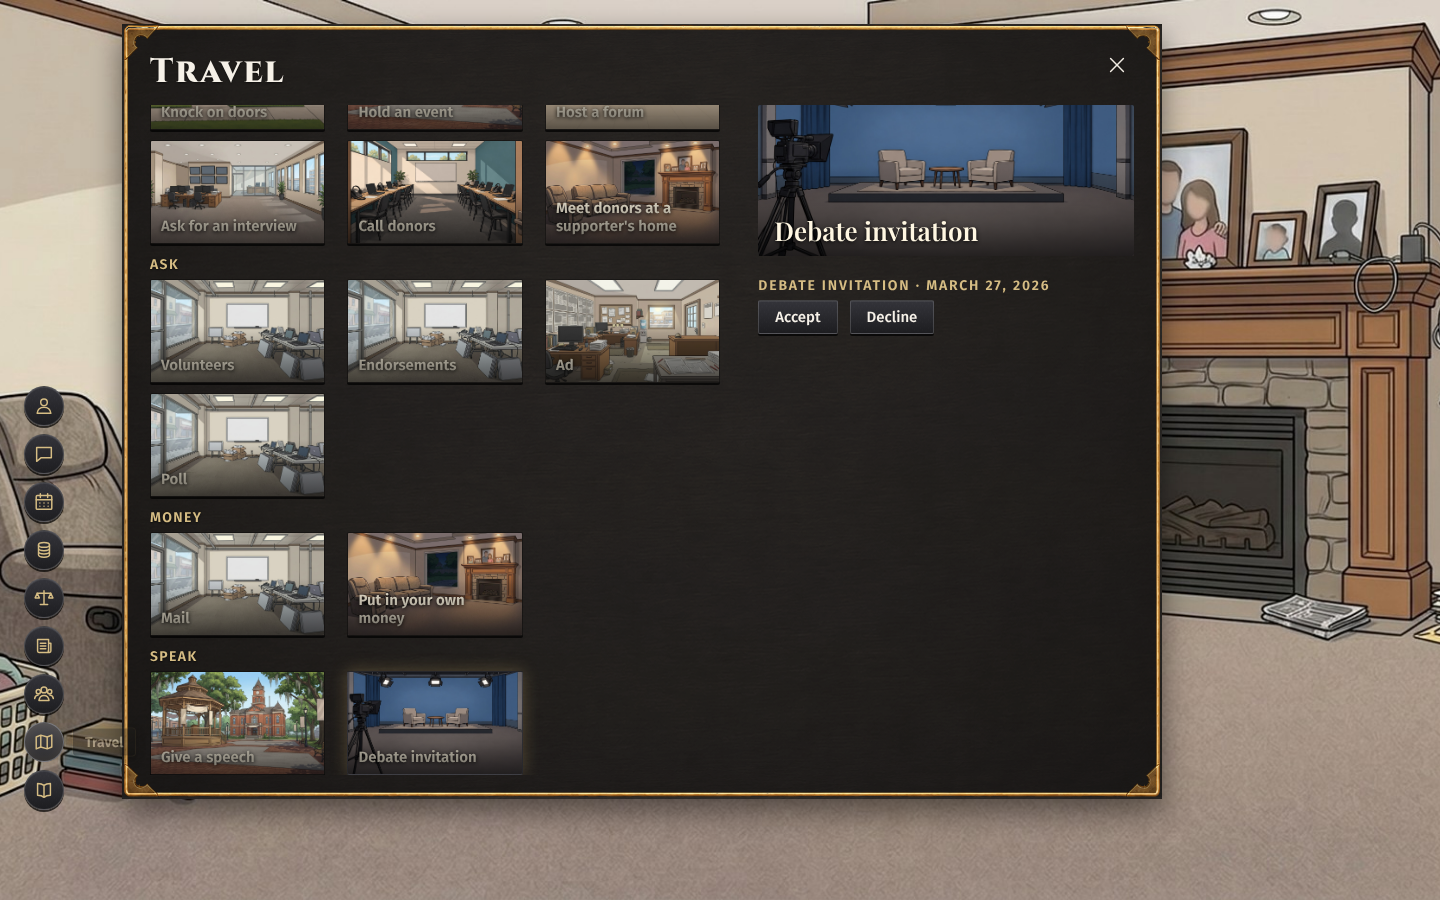 Travel
Knock on doors
Hold an event
Host a forum
Ask for an interview
Call donors
Meet donors at a
supporter's home
ASK
Volunteers
Endorsements
Ad
Poll
MONEY
Mail
Put in your own
money
SPEAK
Give a speech
Debate invitation
Debate invitation
DEBATE INVITATION · MARCH 27, 2026
Accept
Decline
Travel